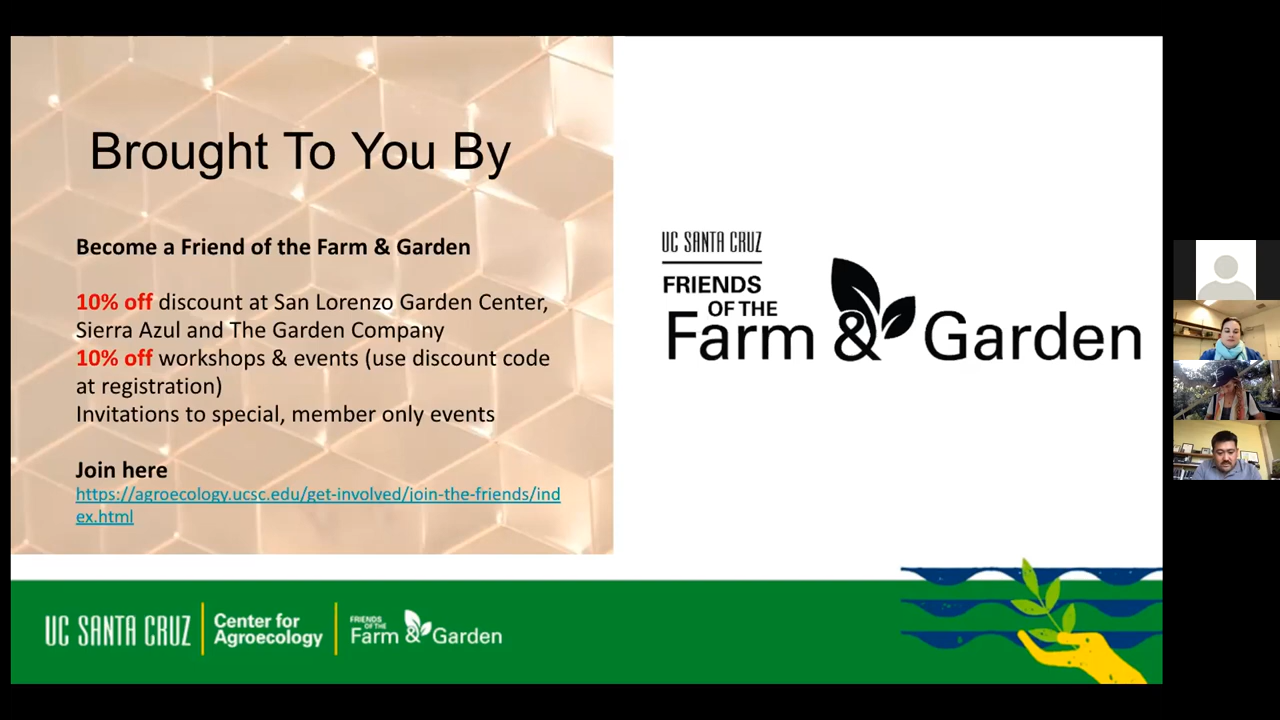 Brought To You By
Become a Friend of the Farm & Garden
10% off discount at San Lorenzo Garden Center,
Sierra Azul and The Garden Company
10% off workshops & events (use discount code
at registration)
Invitations to special, member only events
Join here
https://agroecology.ucsc.edu/get-involved/join-the-friends/ind
ex.html
UC SANTA CRUZ
FRIENDS
OF THE
Farm & Garden
UC SANTA CRUZ
Center for
Agroecology
FRIENDS
OF THE
Farm & Garden